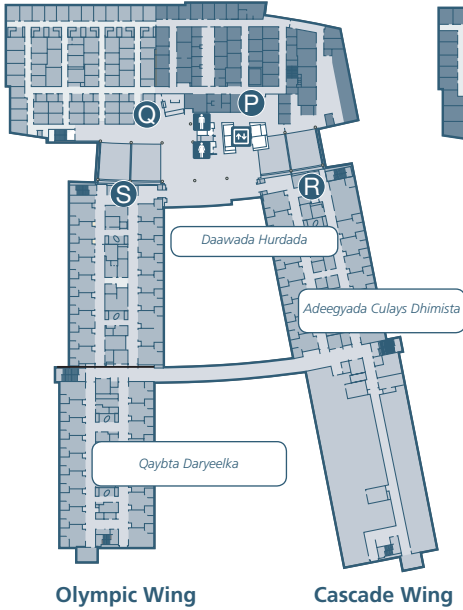 P
Q
R
S
Daawada Hurdada
Adeegyada Culays Dhimista
Qaybta Daryeelka
Olympic Wing
Cascade Wing